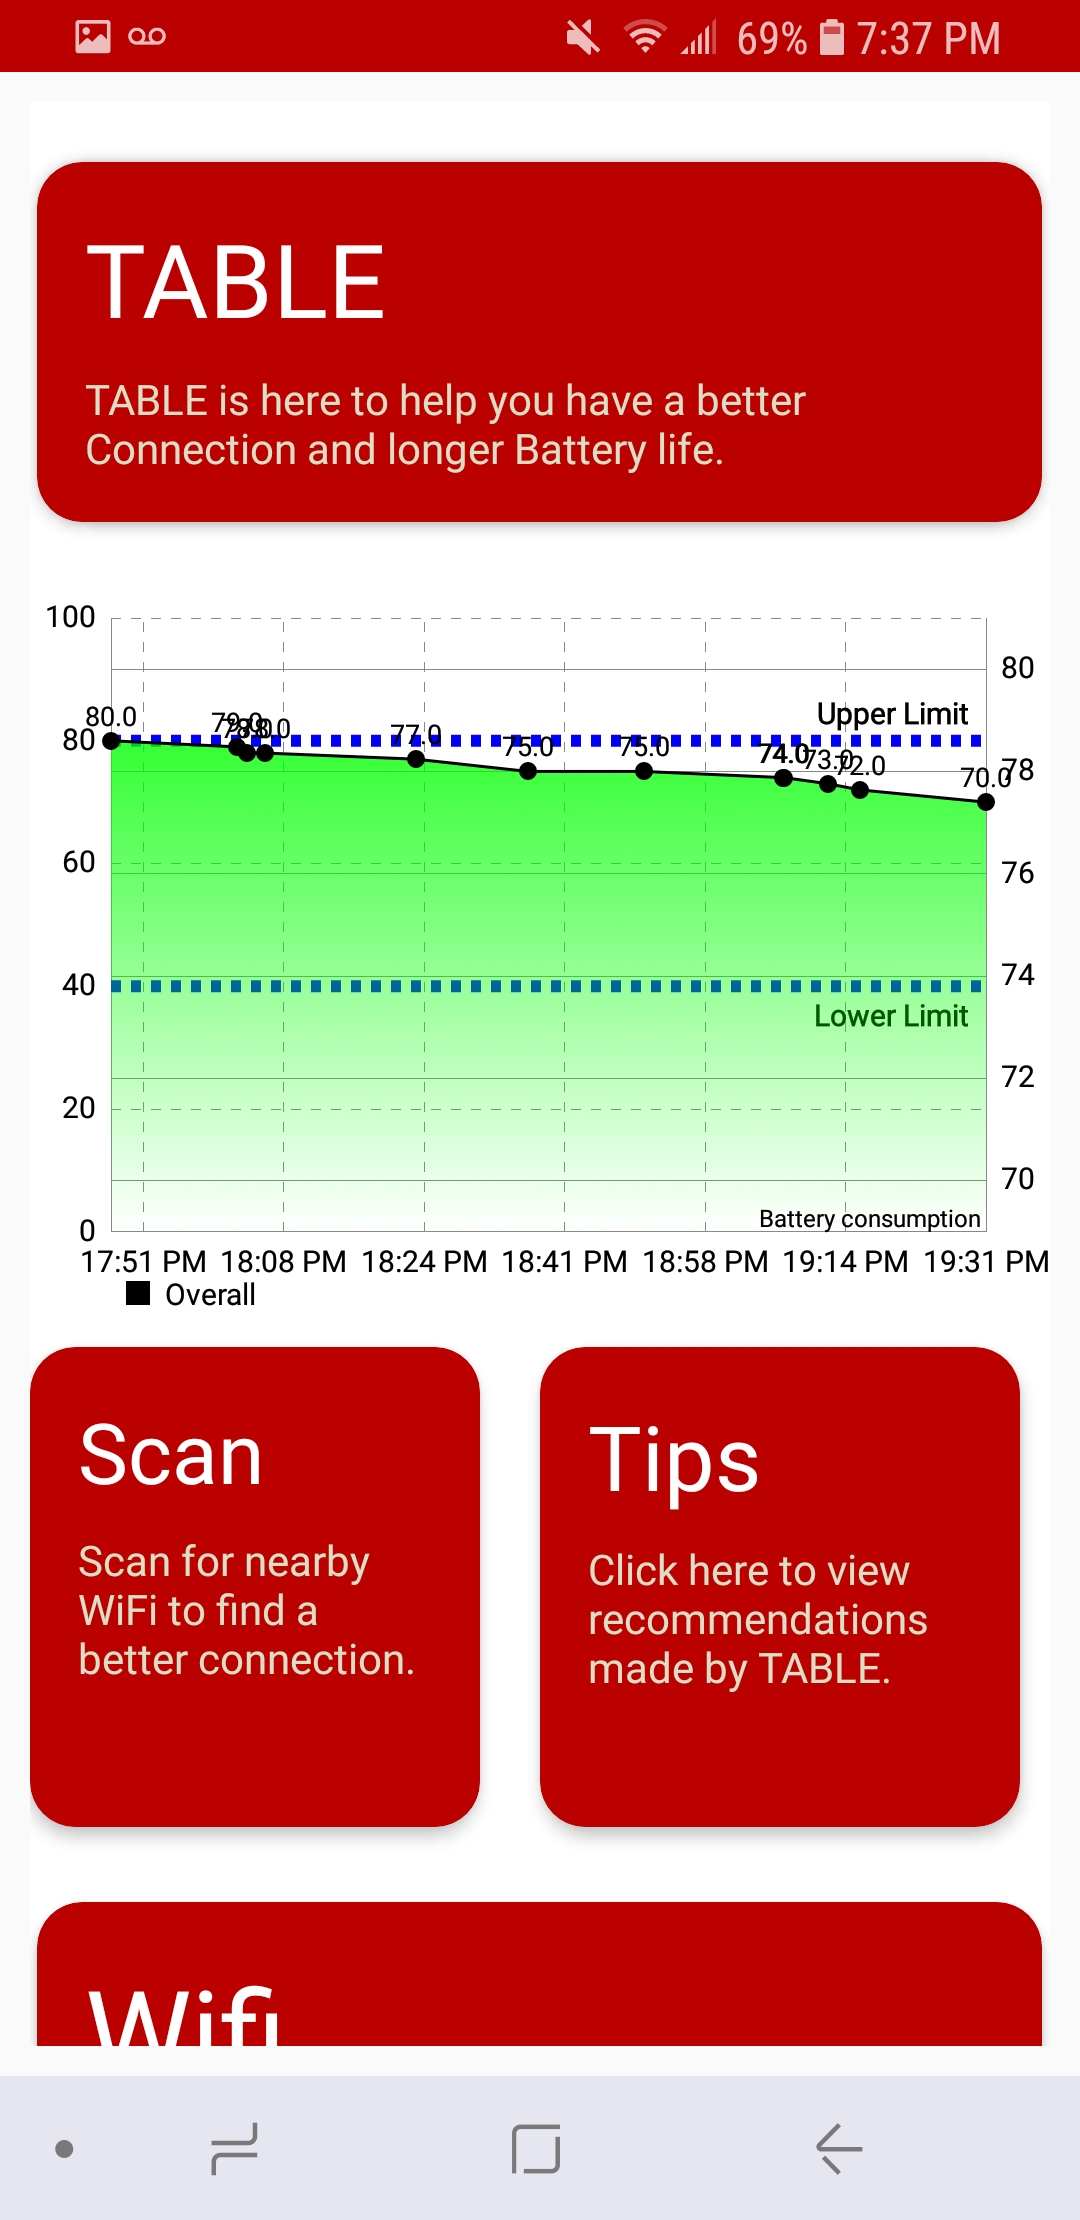 69% 7:37 PM
TABLE
TABLE is here to help you have a better
Connection and longer Battery life.
100
80
60
40
20
0
80
78
76
74
72
70
Upper Limit
80.0
79.0
78.0
77.0
75.0
75.0
74.0
73.0
72.0
70.0
Lower Limit
Battery consumption
17:51 PM 18:08 PM 18:24 PM 18:41 PM 18:58 PM 19:14 PM 19:31 PM
Overall
Scan
Scan for nearby
WiFi to find a
better connection.
Tips
Click here to view
recommendations
made by TABLE.
Wifi